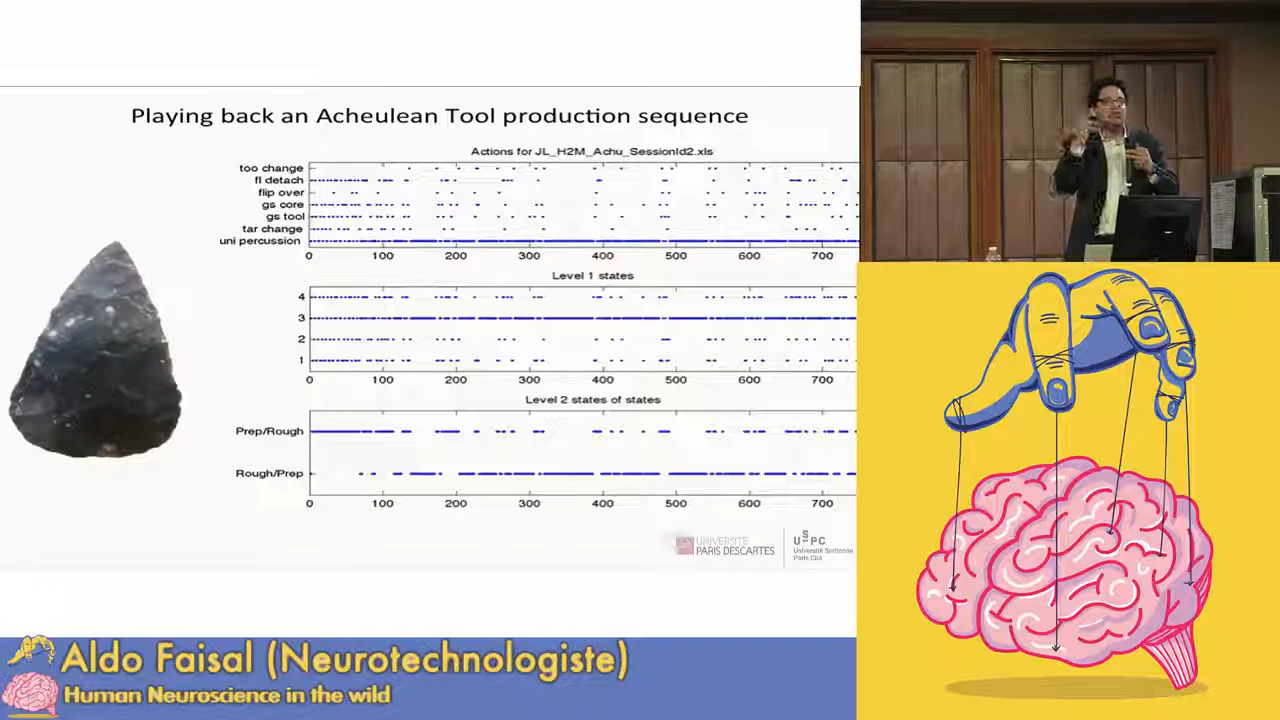 Playing back an Acheulean Tool production sequence
Actions for JL_H2M_Achu_SessionId2.xls
too change
fl detach
flip over
gs core
gs tool
tar change
uni percussion
0 100 200 300 400 500 600 700
Level 1 states
4
3
2
1
0 100 200 300 400 500 600 700
Level 2 states of states
Prep/Rough
Rough/Prep
0 100 200 300 400 500 600 700
UNIVERSITÉ
PARIS DESCARTES
USPC
Université Sorbonne
Paris Cité
Aldo Faisal (Neurotechnologiste)
Human Neuroscience in the wild